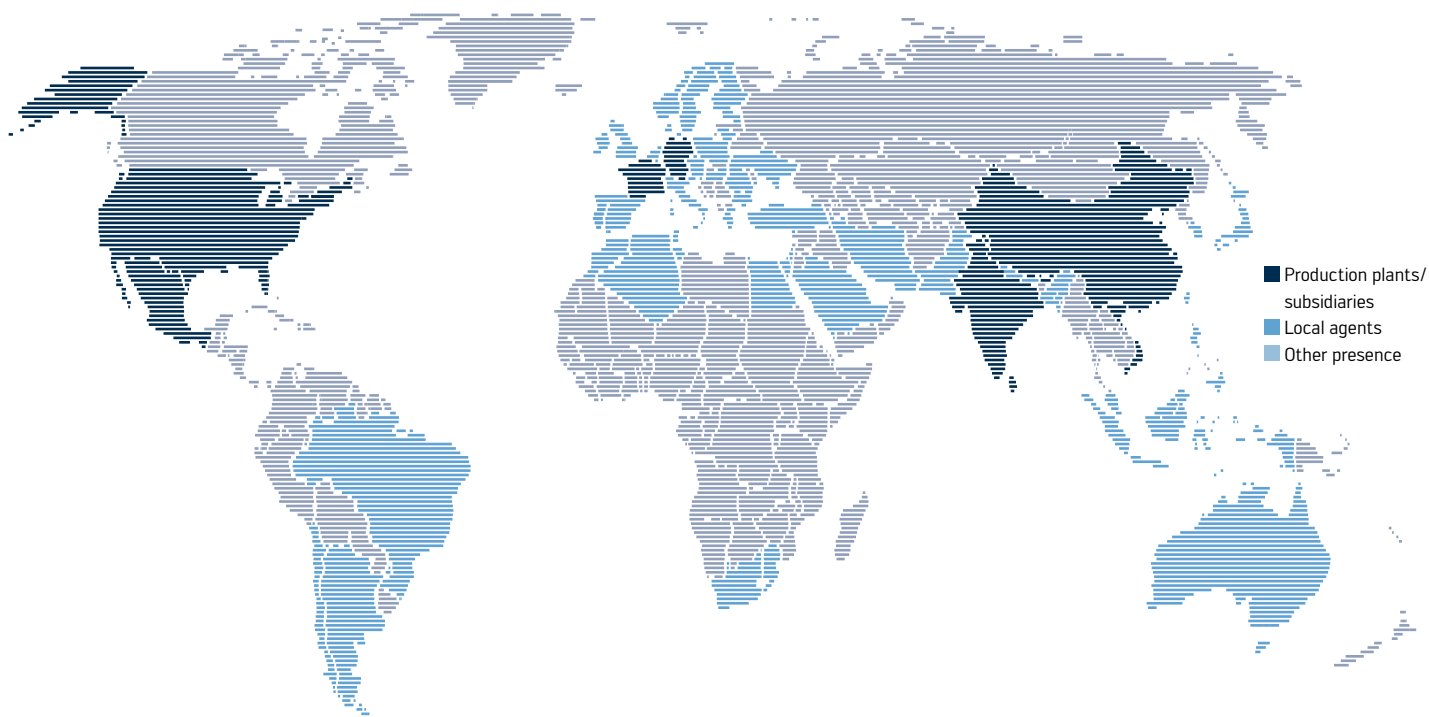 Production plants/
subsidiaries
Local agents
Other presence